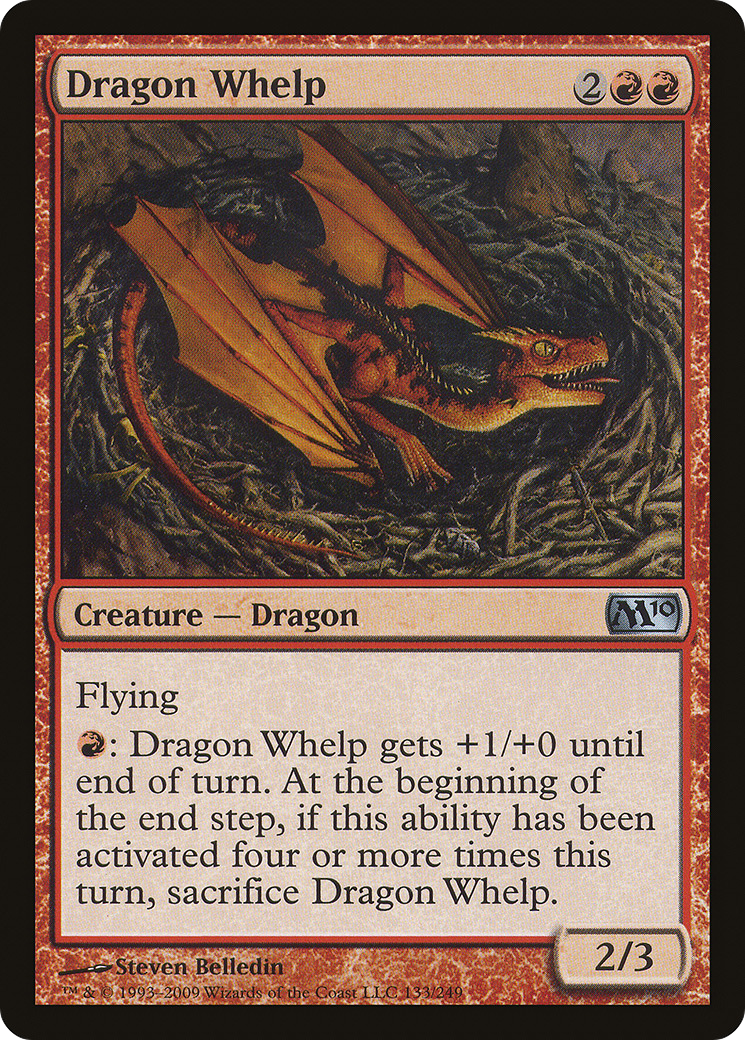 Dragon Whelp 2
Creature — Dragon M10
Flying
: Dragon Whelp gets +1/+0 until
end of turn. At the beginning of
the end step, if this ability has been
activated four or more times this
turn, sacrifice Dragon Whelp.
2/3
Steven Belledin
™ & © 1993–2009 Wizards of the Coast LLC 133/249